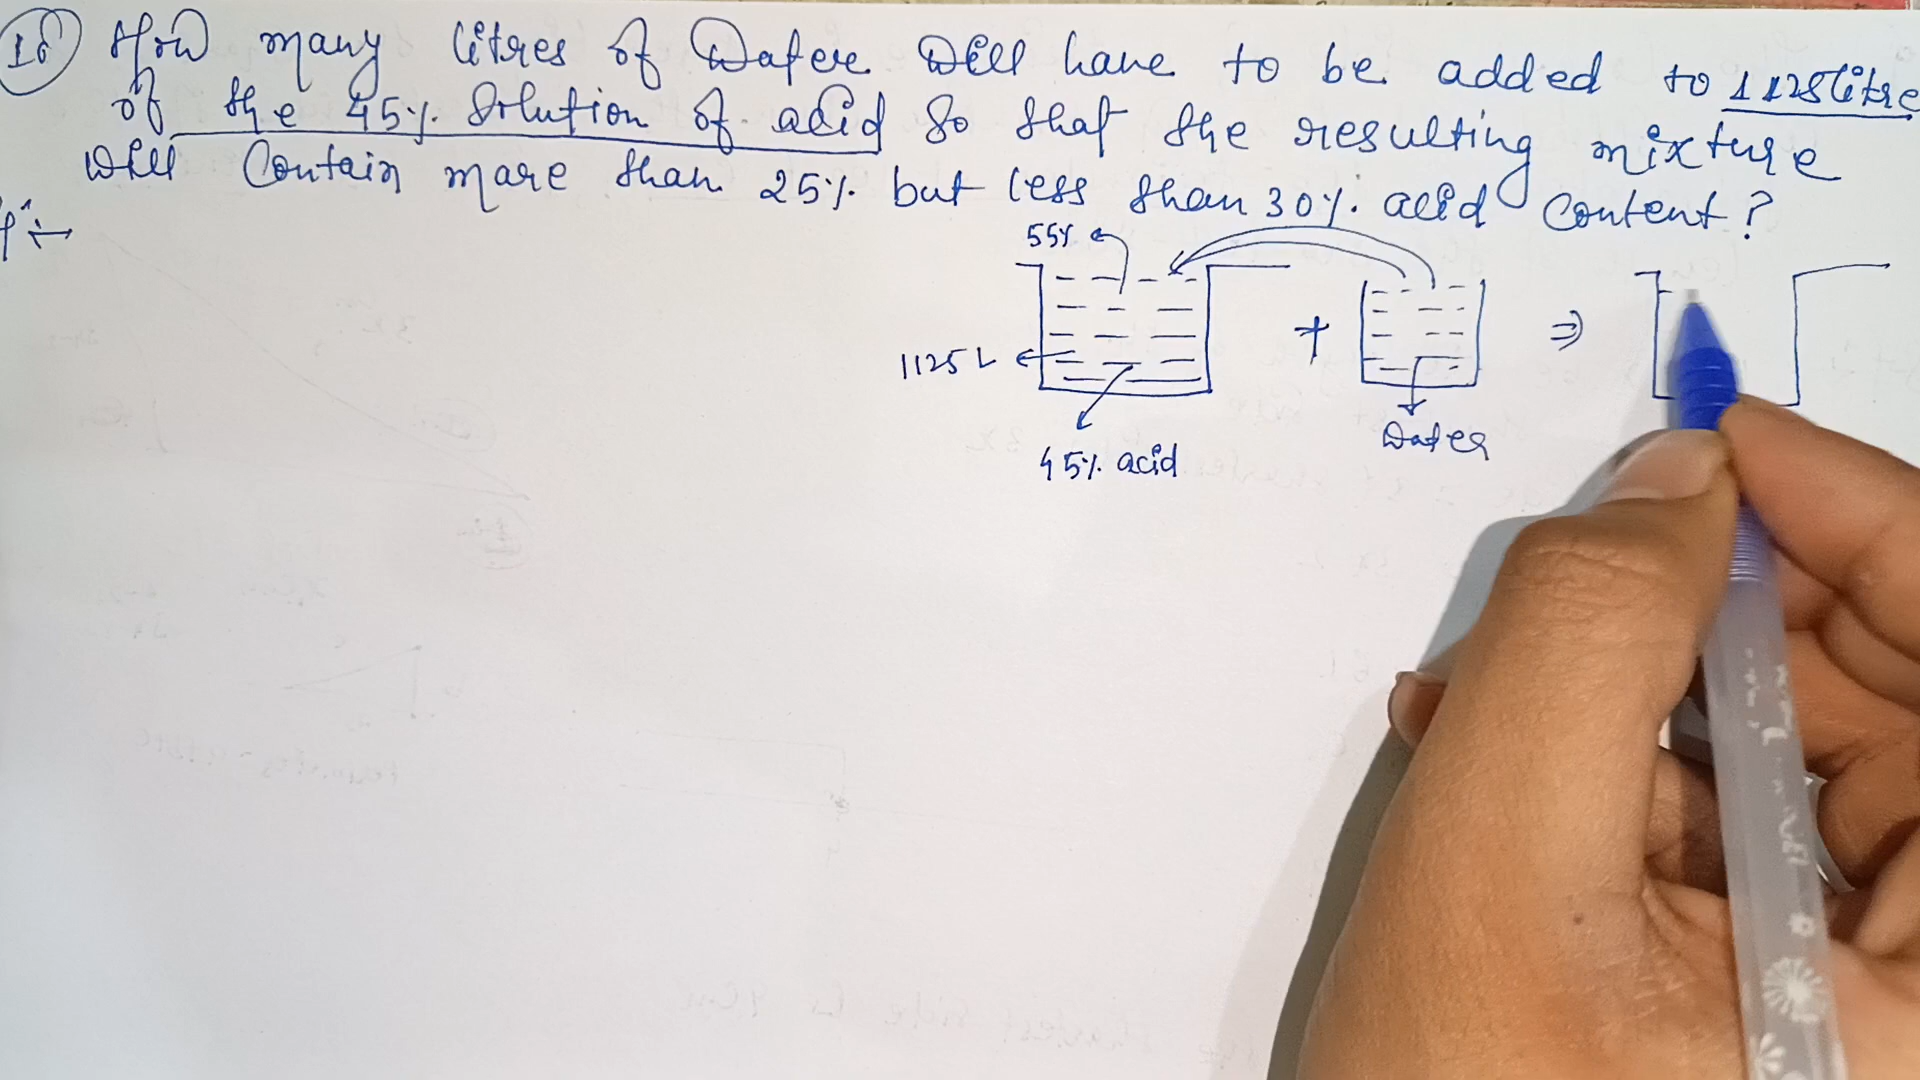 18 How many litres of Water Will have to be added to 1125 litre
of the 45% Solution of acid So that the resulting mixture
Will Contain more than 25% but less than 30% acid Content?
55%
1125 L
+
⇒
45% acid
Water